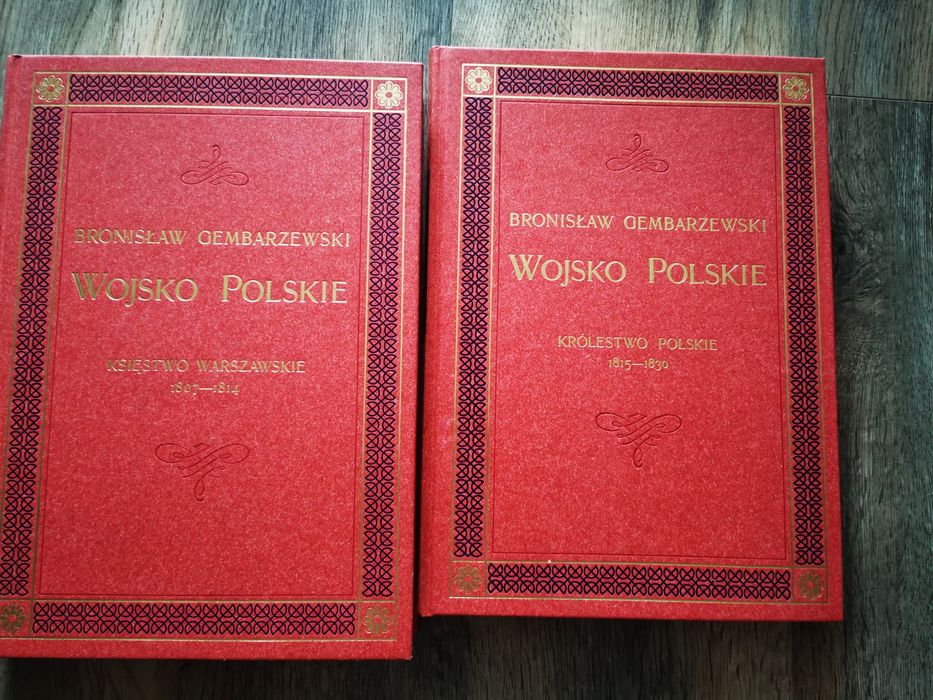 BRONISŁAW GEMBARZEWSKI
WOJSKO POLSKIE
KSIĘSTWO WARSZAWSKIE
1807—1814
BRONISŁAW GEMBARZEWSKI
WOJSKO POLSKIE
KRÓLESTWO POLSKIE
1815—1830